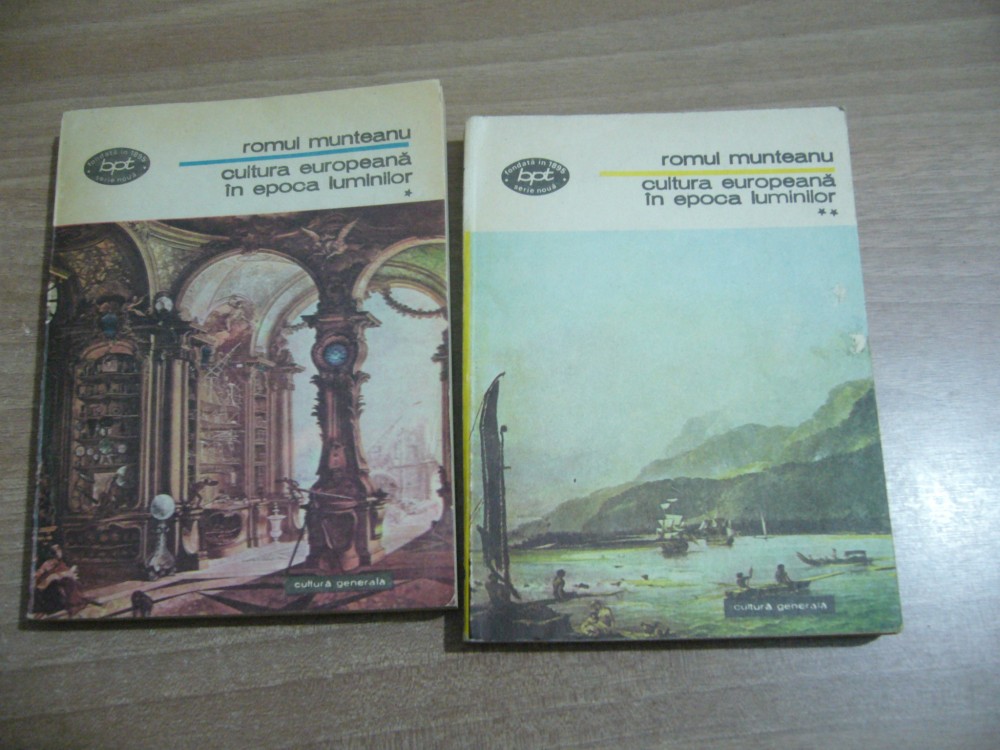 fondată în 1895
bpt
serie nouă
romul munteanu
cultura europeană
în epoca luminilor
*
cultură generală
fondată în 1895
bpt
serie nouă
romul munteanu
cultura europeană
în epoca luminilor
**
cultură generală